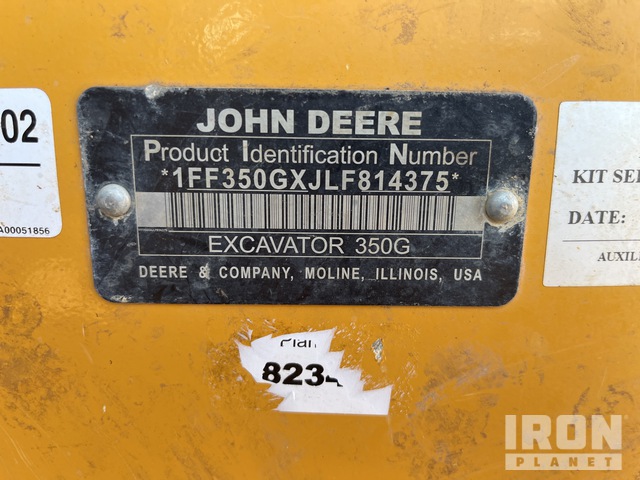 02
A00051856
JOHN DEERE
Product Identification Number
*1FF350GXJLF814375*
EXCAVATOR 350G
DEERE & COMPANY, MOLINE, ILLINOIS, USA
KIT SE
DATE:
AUXIL
8234
IRON
PLANET